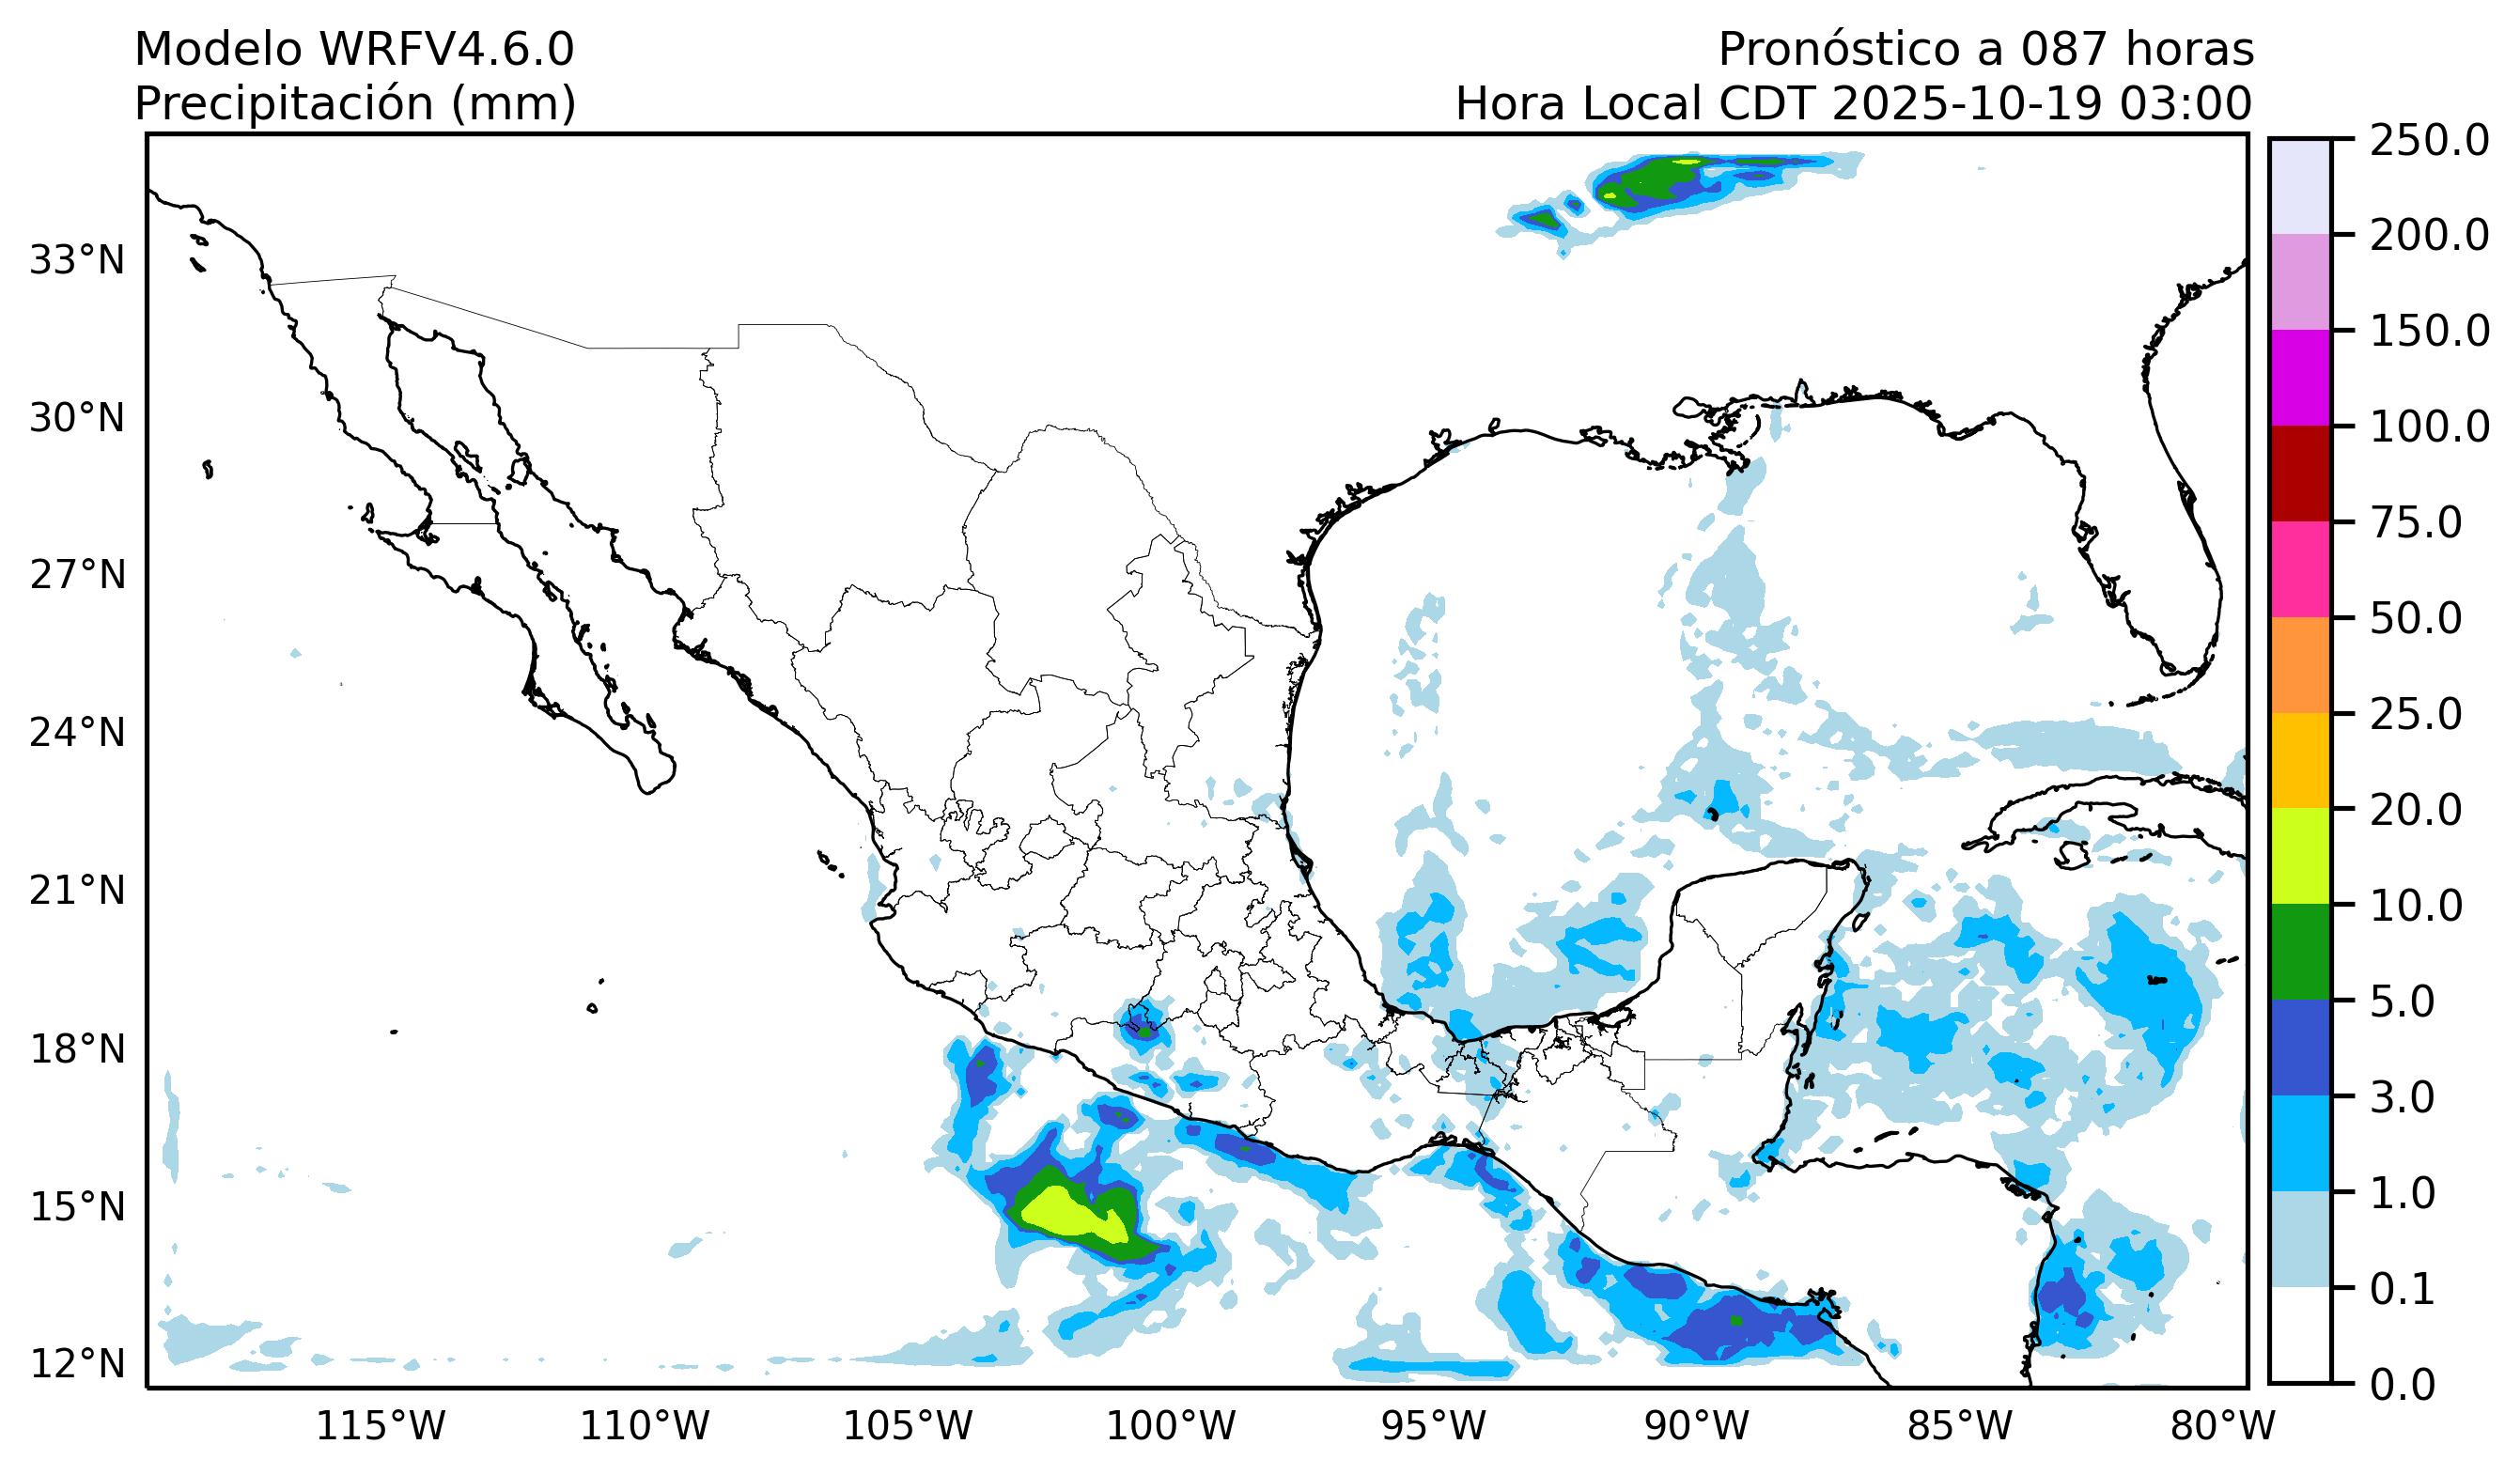 Modelo WRFV4.6.0
Precipitación (mm)
Pronóstico a 087 horas
Hora Local CDT 2025-10-19 03:00
33°N
30°N
27°N
24°N
21°N
18°N
15°N
12°N
115°W
110°W
105°W
100°W
95°W
90°W
85°W
80°W
250.0
200.0
150.0
100.0
75.0
50.0
25.0
20.0
10.0
5.0
3.0
1.0
0.1
0.0